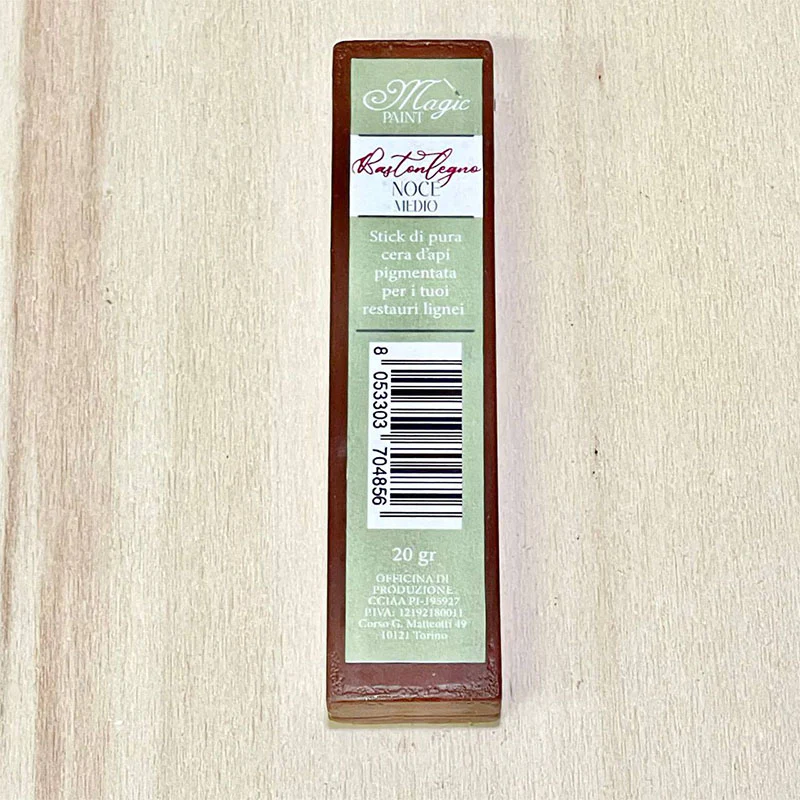 Magic
PAINT
Bastonlegno
NOCE
MEDIO
Stick di pura
cera d'api
pigmentata
per i tuoi
restauri lignei
8 053303 704856
20 gr
OFFICINA DI
PRODUZIONE
CCIAA PI-195927
P.IVA: 12192180011
Corso G. Matteotti 49
10121 Torino